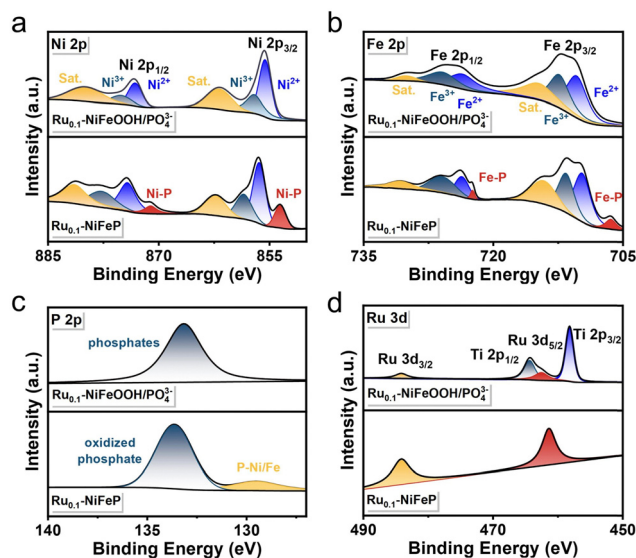 a
Ni 2p
Ni 2p1/2
Ni 2p3/2
Sat.
Ni3+
Ni2+
Sat.
Ni3+
Ni2+
Ru0.1-NiFeOOH/PO43-
Ni-P
Ni-P
Ru0.1-NiFeP
885 870 855
Binding Energy (eV)
Intensity (a.u.)
b
Fe 2p
Fe 2p1/2
Fe 2p3/2
Sat.
Fe3+
Fe2+
Sat.
Fe3+
Fe2+
Ru0.1-NiFeOOH/PO43-
Fe-P
Fe-P
Ru0.1-NiFeP
735 720 705
Binding Energy (eV)
Intensity (a.u.)
c
P 2p
phosphates
Ru0.1-NiFeOOH/PO43-
oxidized
phosphate
P-Ni/Fe
Ru0.1-NiFeP
140 133 126
Binding Energy (eV)
Intensity (a.u.)
d
Ru 3d
Ru 3d3/2
Ti 2p1/2
Ru 3d5/2
Ti 2p3/2
Ru0.1-NiFeOOH/PO43-
Ru0.1-NiFeP
490 470 450
Binding Energy (eV)
Intensity (a.u.)